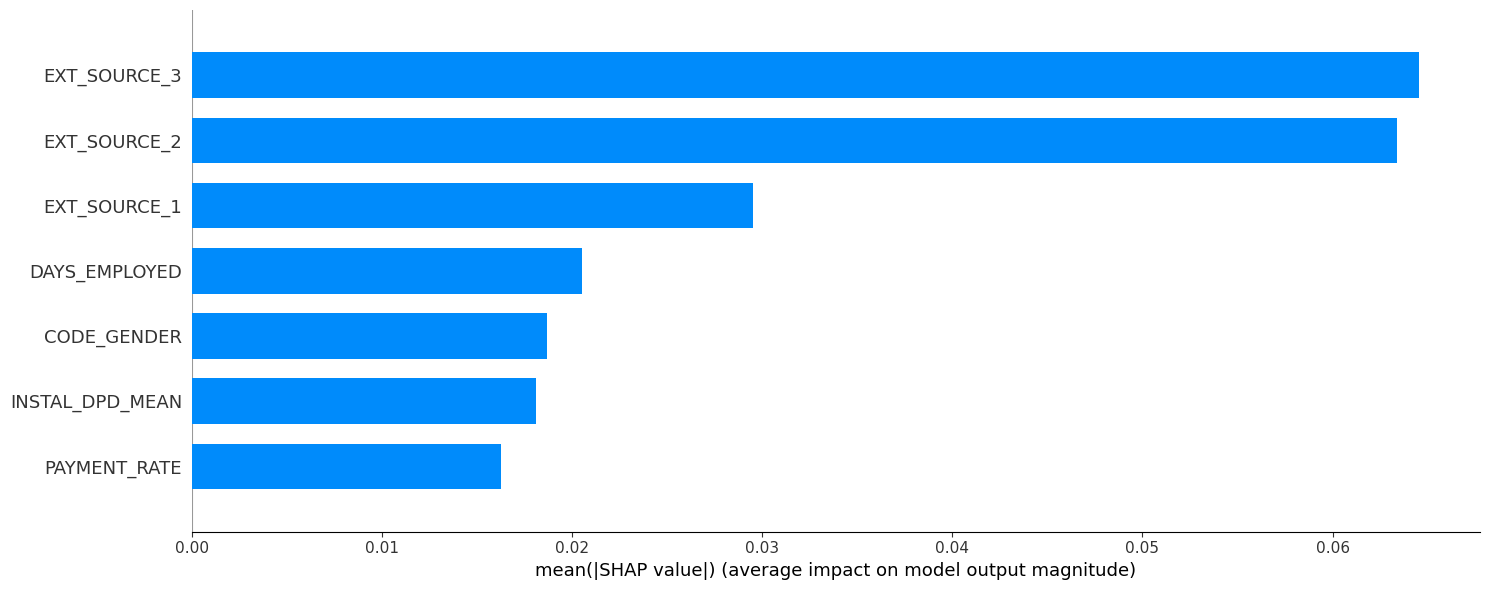 EXT_SOURCE_3
EXT_SOURCE_2
EXT_SOURCE_1
DAYS_EMPLOYED
CODE_GENDER
INSTAL_DPD_MEAN
PAYMENT_RATE
0.00 0.01 0.02 0.03 0.04 0.05 0.06
mean(|SHAP value|) (average impact on model output magnitude)